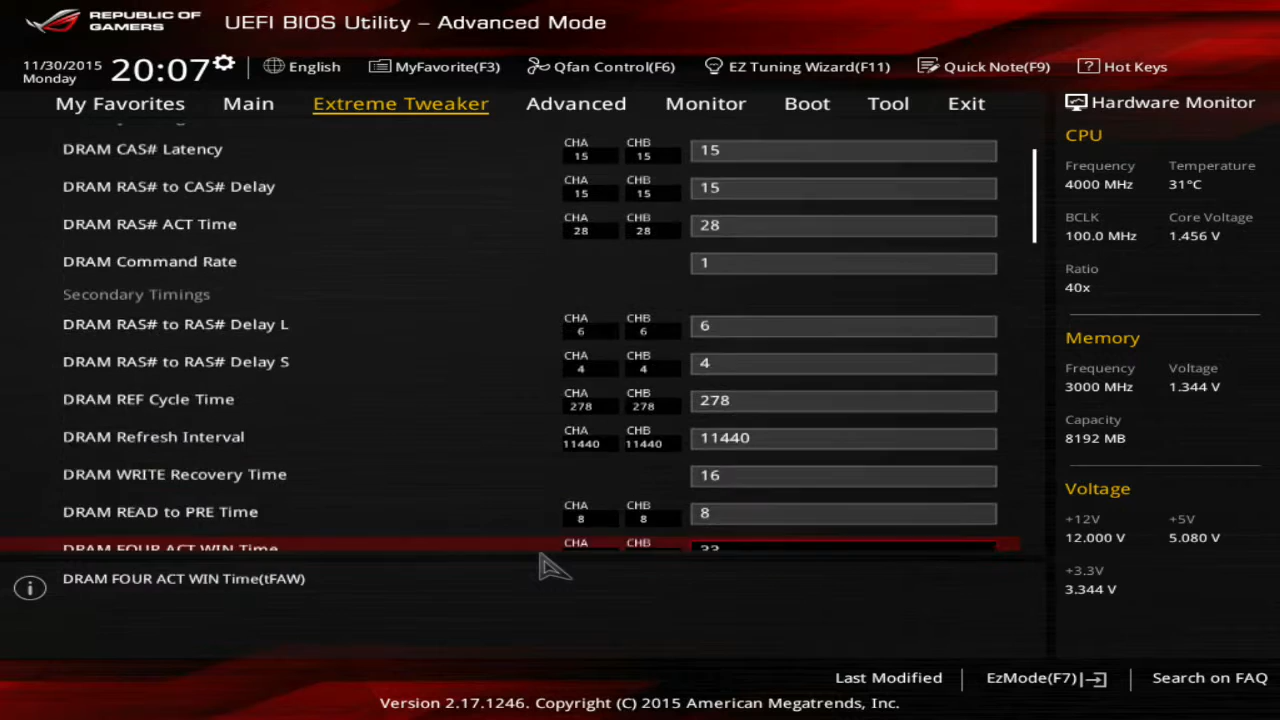 REPUBLIC OF
GAMERS
UEFI BIOS Utility – Advanced Mode
11/30/2015
Monday
20:07
English
MyFavorite(F3)
Qfan Control(F6)
EZ Tuning Wizard(F11)
Quick Note(F9)
? Hot Keys
My Favorites Main Extreme Tweaker Advanced Monitor Boot Tool Exit
Hardware Monitor
DRAM CAS# Latency CHA 15 CHB 15 15
DRAM RAS# to CAS# Delay CHA 15 CHB 15 15
DRAM RAS# ACT Time CHA 28 CHB 28 28
DRAM Command Rate 1
Secondary Timings
DRAM RAS# to RAS# Delay L CHA 6 CHB 6 6
DRAM RAS# to RAS# Delay S CHA 4 CHB 4 4
DRAM REF Cycle Time CHA 278 CHB 278 278
DRAM Refresh Interval CHA 11440 CHB 11440 11440
DRAM WRITE Recovery Time 16
DRAM READ to PRE Time CHA 8 CHB 8 8
DRAM FOUR ACT WIN Time CHA CHB
DRAM FOUR ACT WIN Time(tFAW)
CPU
Frequency Temperature
4000 MHz 31°C
BCLK Core Voltage
100.0 MHz 1.456 V
Ratio
40x
Memory
Frequency Voltage
3000 MHz 1.344 V
Capacity
8192 MB
Voltage
+12V +5V
12.000 V 5.080 V
+3.3V
3.344 V
Last Modified
EzMode(F7)
Search on FAQ
Version 2.17.1246. Copyright (C) 2015 American Megatrends, Inc.